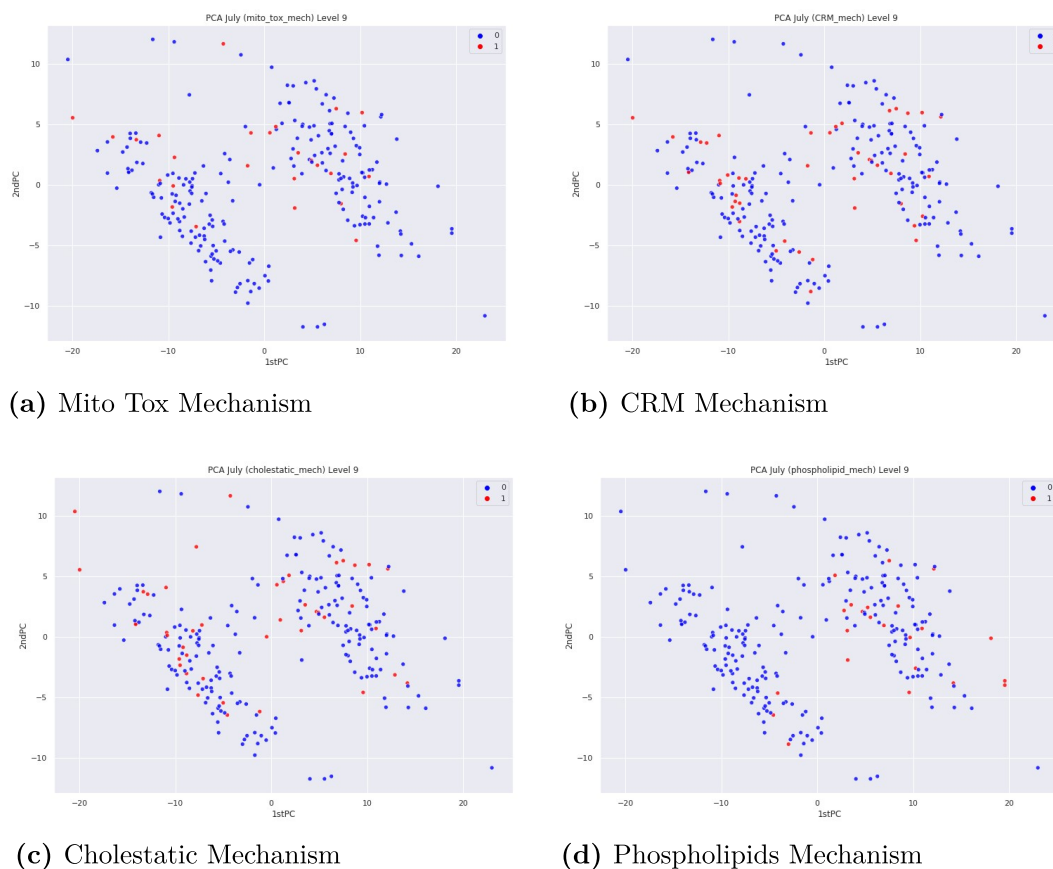 PCA July (mito_tox_mech) Level 9
0
1
10
5
0
−5
−10
2ndPC
−20
−10
0
10
20
1stPC
(a) Mito Tox Mechanism
PCA July (CRM_mech) Level 9
10
5
0
−5
−10
2ndPC
−20
−10
0
10
20
1stPC
(b) CRM Mechanism
PCA July (cholestatic_mech) Level 9
0
1
10
5
0
−5
−10
2ndPC
−20
−10
0
10
20
1stPC
(c) Cholestatic Mechanism
PCA July (phospholipid_mech) Level 9
0
1
10
5
0
−5
−10
2ndPC
−20
−10
0
10
20
1stPC
(d) Phospholipids Mechanism